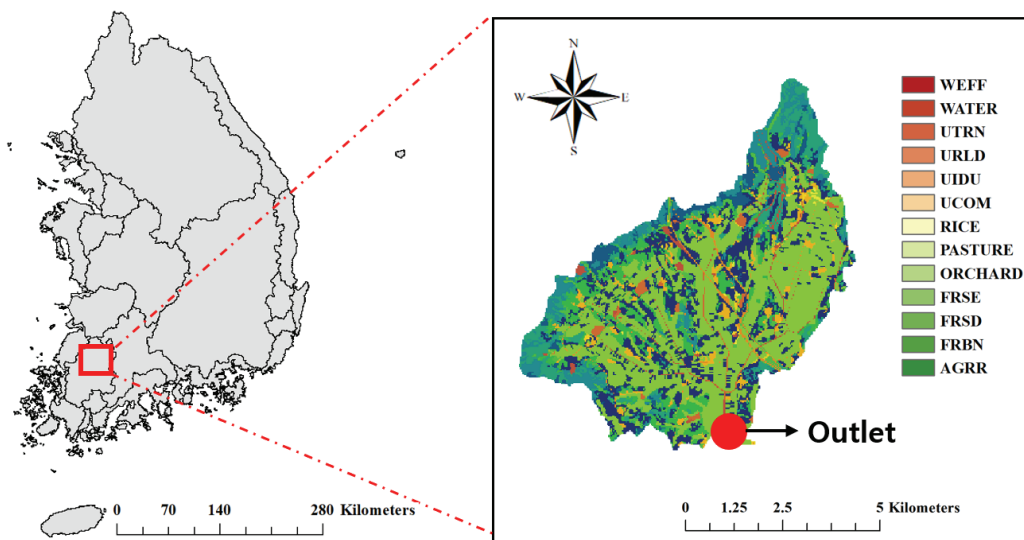 N
W E
S
WEFF
WATER
UTRN
URLD
UIDU
UCOM
RICE
PASTURE
ORCHARD
FRSE
FRSD
FRBN
AGRR
Outlet
0 70 140 280 Kilometers
0 1.25 2.5 5 Kilometers